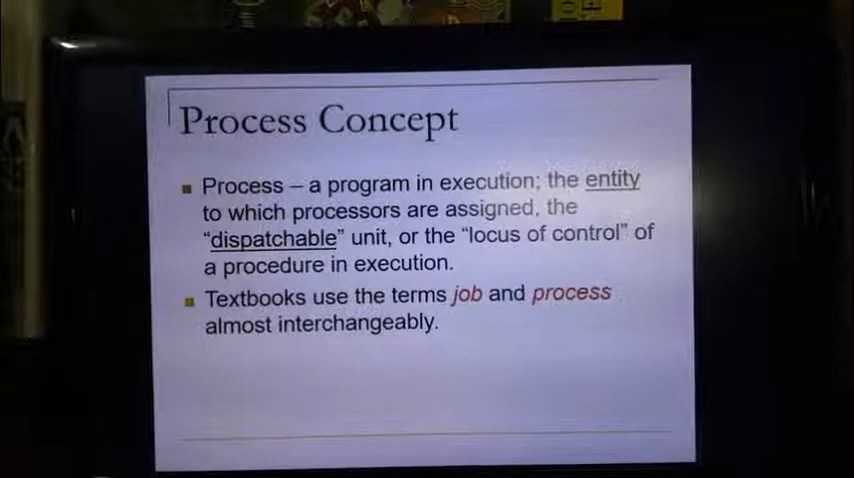 Process Concept
Process – a program in execution; the entity
to which processors are assigned, the
“dispatchable” unit, or the “locus of control” of
a procedure in execution.
Textbooks use the terms job and process
almost interchangeably.